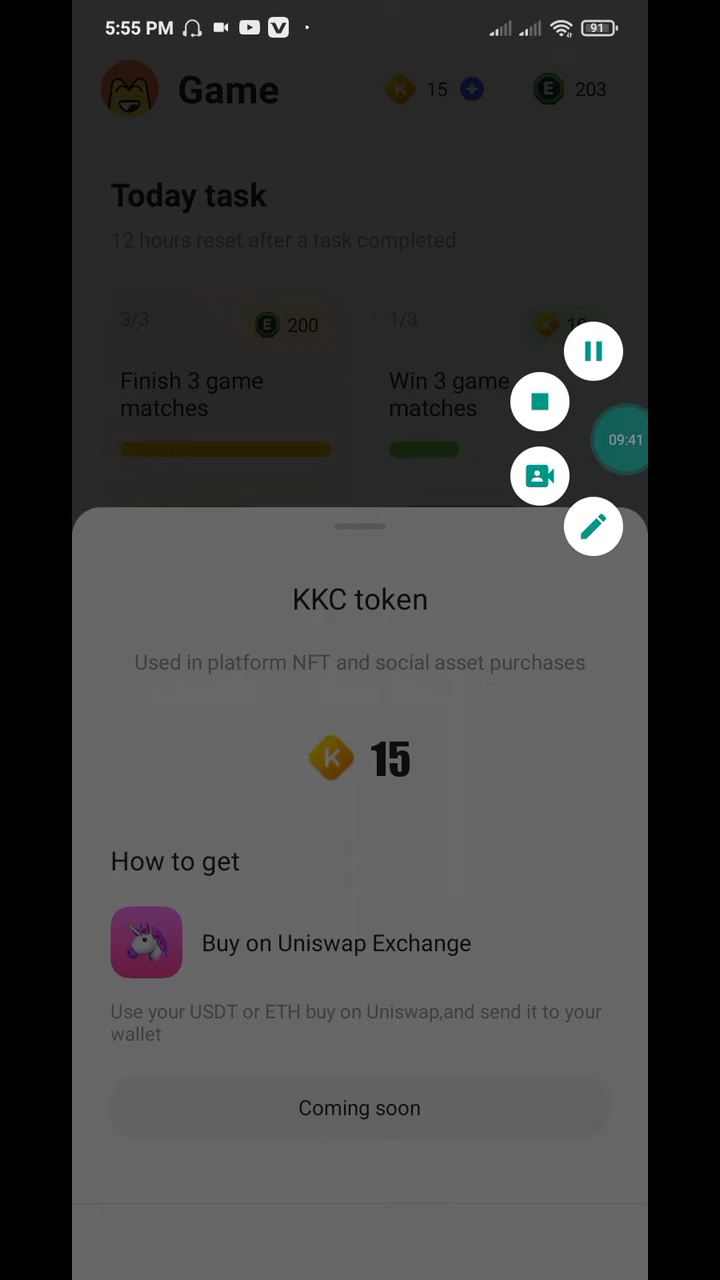 5:55 PM
91
Game
K 15
E 203
Today task
12 hours reset after a task completed
3/3
E 200
1/3
K
Finish 3 game
matches
Win 3 game
matches
09:41
KKC token
Used in platform NFT and social asset purchases
K 15
How to get
Buy on Uniswap Exchange
Use your USDT or ETH buy on Uniswap,and send it to your
wallet
Coming soon